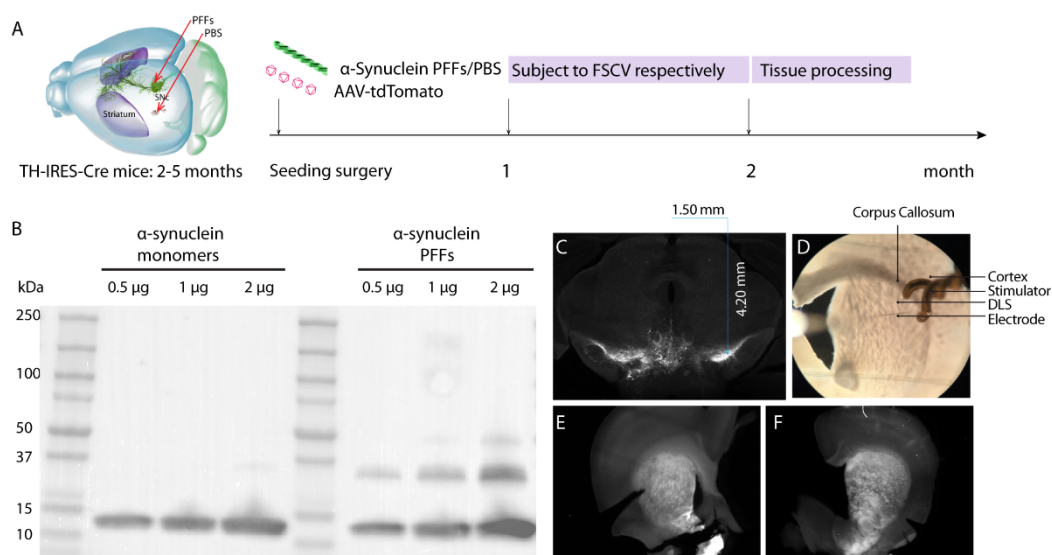 A
PFFs
PBS
SNc
Striatum
TH-IRES-Cre mice: 2-5 months
α-Synuclein PFFs/PBS
AAV-tdTomato
Subject to FSCV respectively
Tissue processing
Seeding surgery
1
2
month
B
α-synuclein
monomers
α-synuclein
PFFs
kDa
0.5 μg
1 μg
2 μg
0.5 μg
1 μg
2 μg
250
100
50
37
15
10
1.50 mm
C
4.20 mm
Corpus Callosum
D
Cortex
Stimulator
DLS
Electrode
E
F